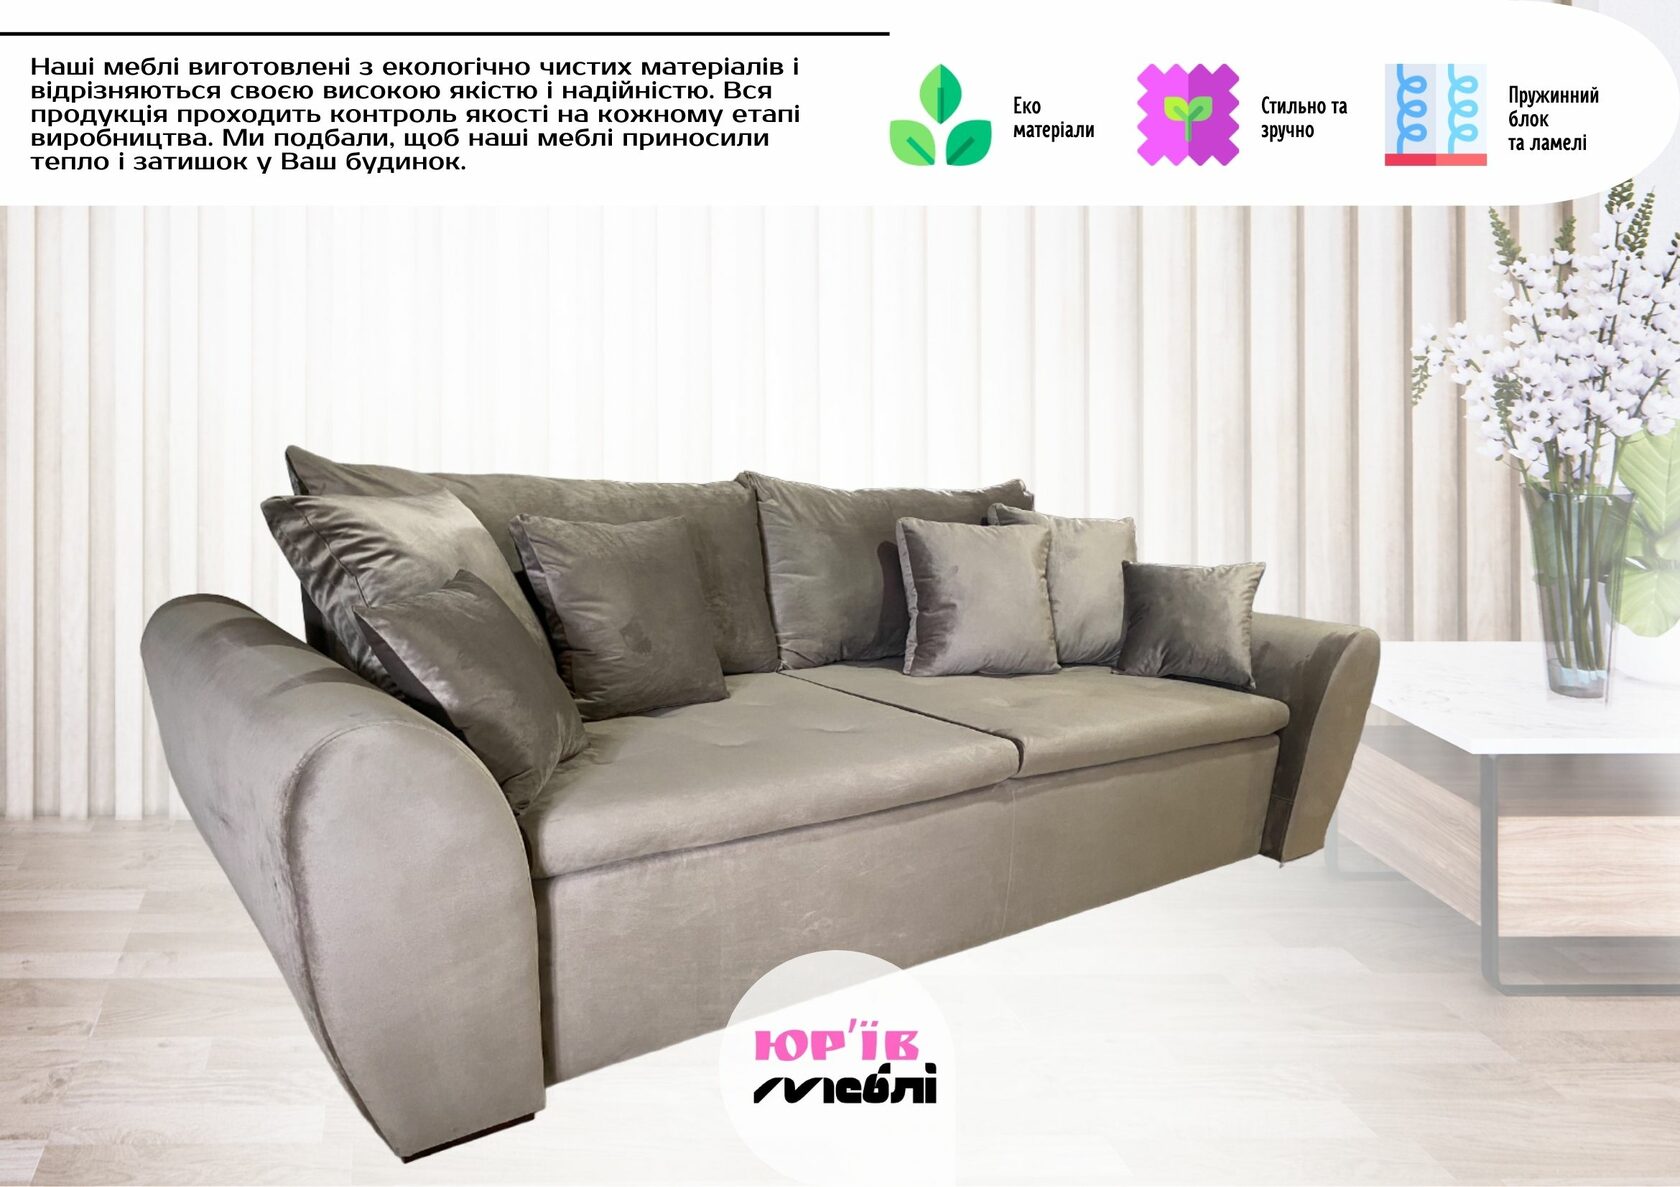 Наші меблі виготовлені з екологічно чистих матеріалів і
відрізняються своєю високою якістю і надійністю. Вся
продукція проходить контроль якості на кожному етапі
виробництва. Ми подбали, щоб наші меблі приносили
тепло і затишок у Ваш будинок.
Еко
матеріали
Стильно та
зручно
Пружинний
блок
та ламелі
ЮР'ЇВ
меблі